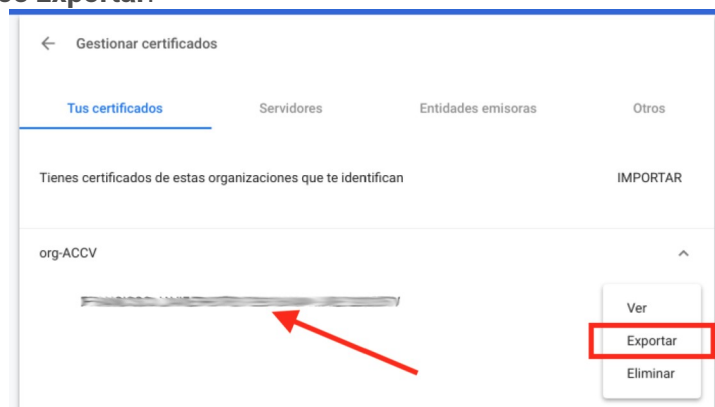 Exportar.
Gestionar certificados
Tus certificados
Servidores
Entidades emisoras
Otros
Tienes certificados de estas organizaciones que te identifican
IMPORTAR
org-ACCV
Ver
Exportar
Eliminar